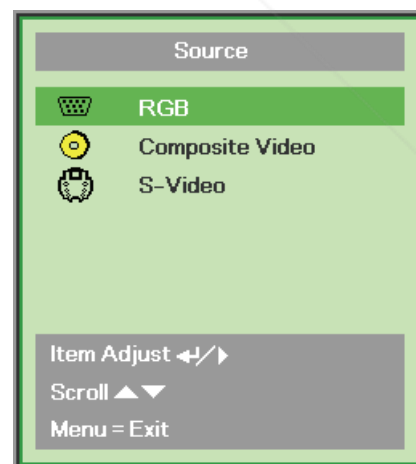 Source
RGB
Composite Video
S-Video
Item Adjust ↵/▶
Scroll ▲▼
Menu = Exit